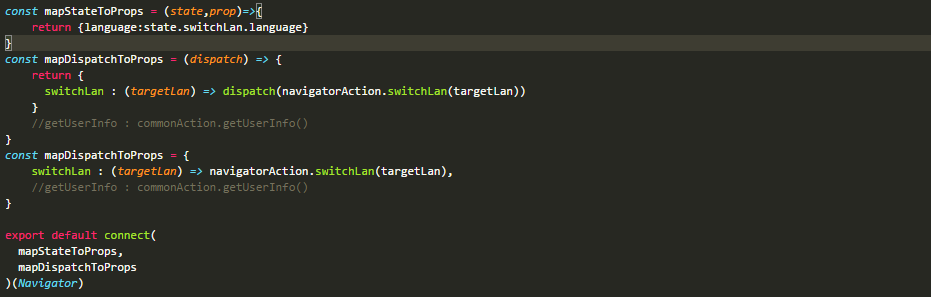 const mapStateToProps = (state,prop)=>{
    return {language:state.switchLan.language}
}
const mapDispatchToProps = (dispatch) => {
    return {
      switchLan : (targetLan) => dispatch(navigatorAction.switchLan(targetLan))
    }
    //getUserInfo : commonAction.getUserInfo()
}
const mapDispatchToProps = {
    switchLan : (targetLan) => navigatorAction.switchLan(targetLan),
    //getUserInfo : commonAction.getUserInfo()
}
export default connect(
  mapStateToProps,
  mapDispatchToProps
)(Navigator)